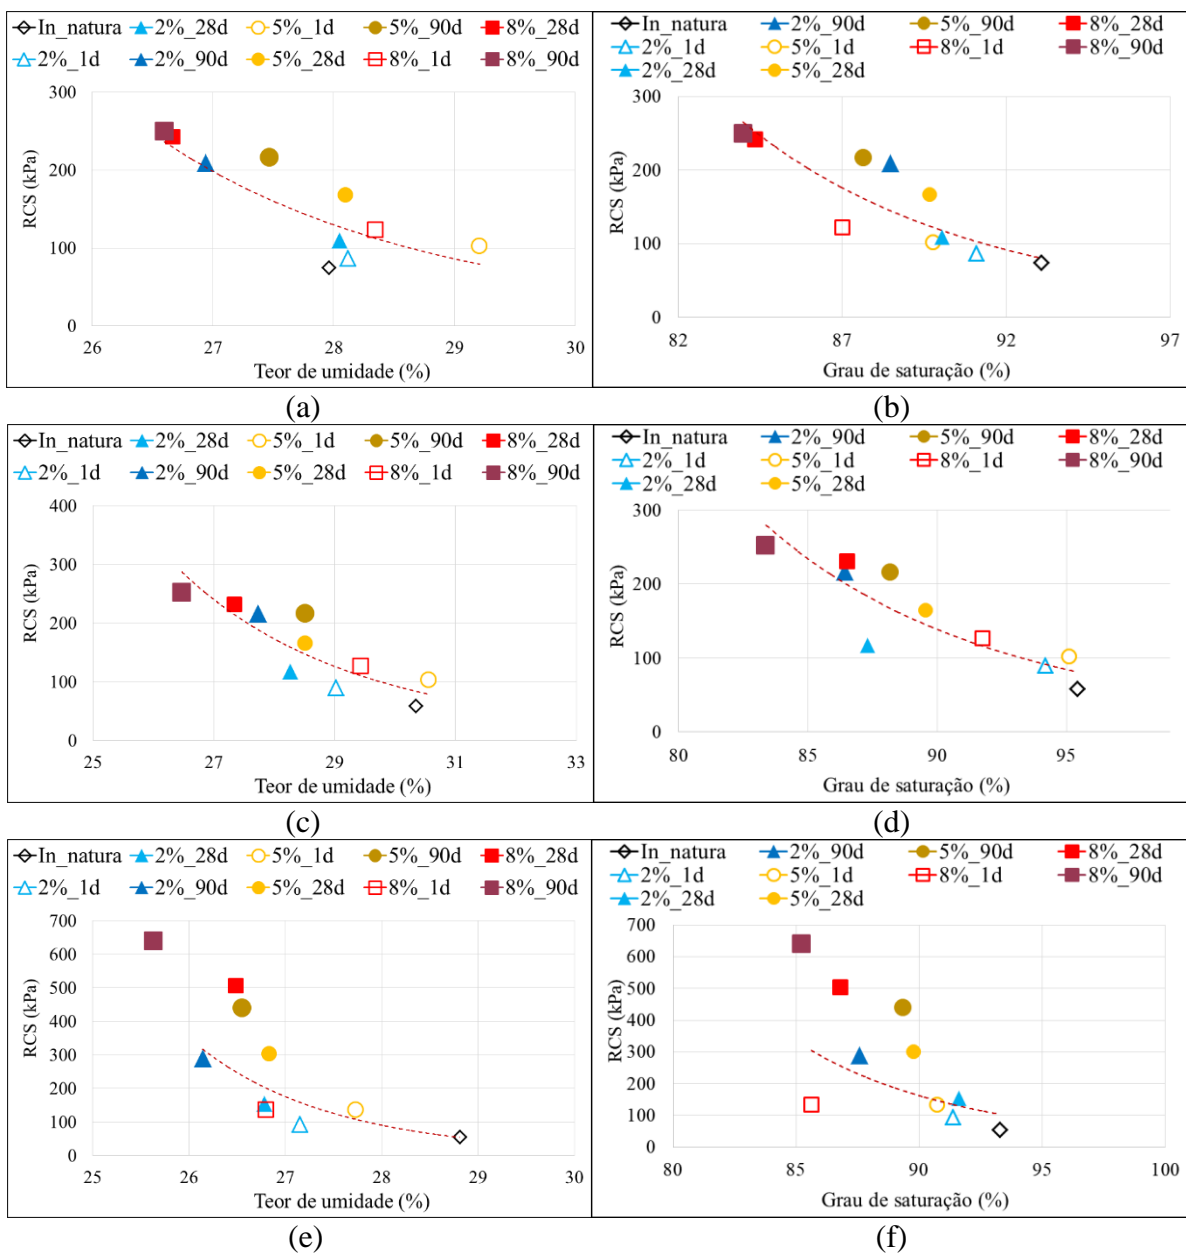 In_natura 2%_28d 5%_1d 5%_90d 8%_28d
2%_1d 2%_90d 5%_28d 8%_1d 8%_90d
RCS (kPa)
300
200
100
0
26 27 28 29 30
Teor de umidade (%)
(a)
In_natura 2%_90d 5%_90d 8%_28d
2%_1d 5%_1d 8%_1d 8%_90d
2%_28d 5%_28d
RCS (kPa)
300
200
100
0
82 87 92 97
Grau de saturação (%)
(b)
In_natura 2%_28d 5%_1d 5%_90d 8%_28d
2%_1d 2%_90d 5%_28d 8%_1d 8%_90d
RCS (kPa)
400
300
200
100
0
25 27 29 31 33
Teor de umidade (%)
(c)
In_natura 2%_90d 5%_90d 8%_28d
2%_1d 5%_1d 8%_1d 8%_90d
2%_28d 5%_28d
RCS (kPa)
300
200
100
0
80 85 90 95
Grau de saturação (%)
(d)
In_natura 2%_28d 5%_1d 5%_90d 8%_28d
2%_1d 2%_90d 5%_28d 8%_1d 8%_90d
RCS (kPa)
700
600
500
400
300
200
100
0
25 26 27 28 29 30
Teor de umidade (%)
(e)
In_natura 2%_90d 5%_90d 8%_28d
2%_1d 5%_1d 8%_1d 8%_90d
2%_28d 5%_28d
RCS (kPa)
700
600
500
400
300
200
100
0
80 85 90 95 100
Grau de saturação (%)
(f)